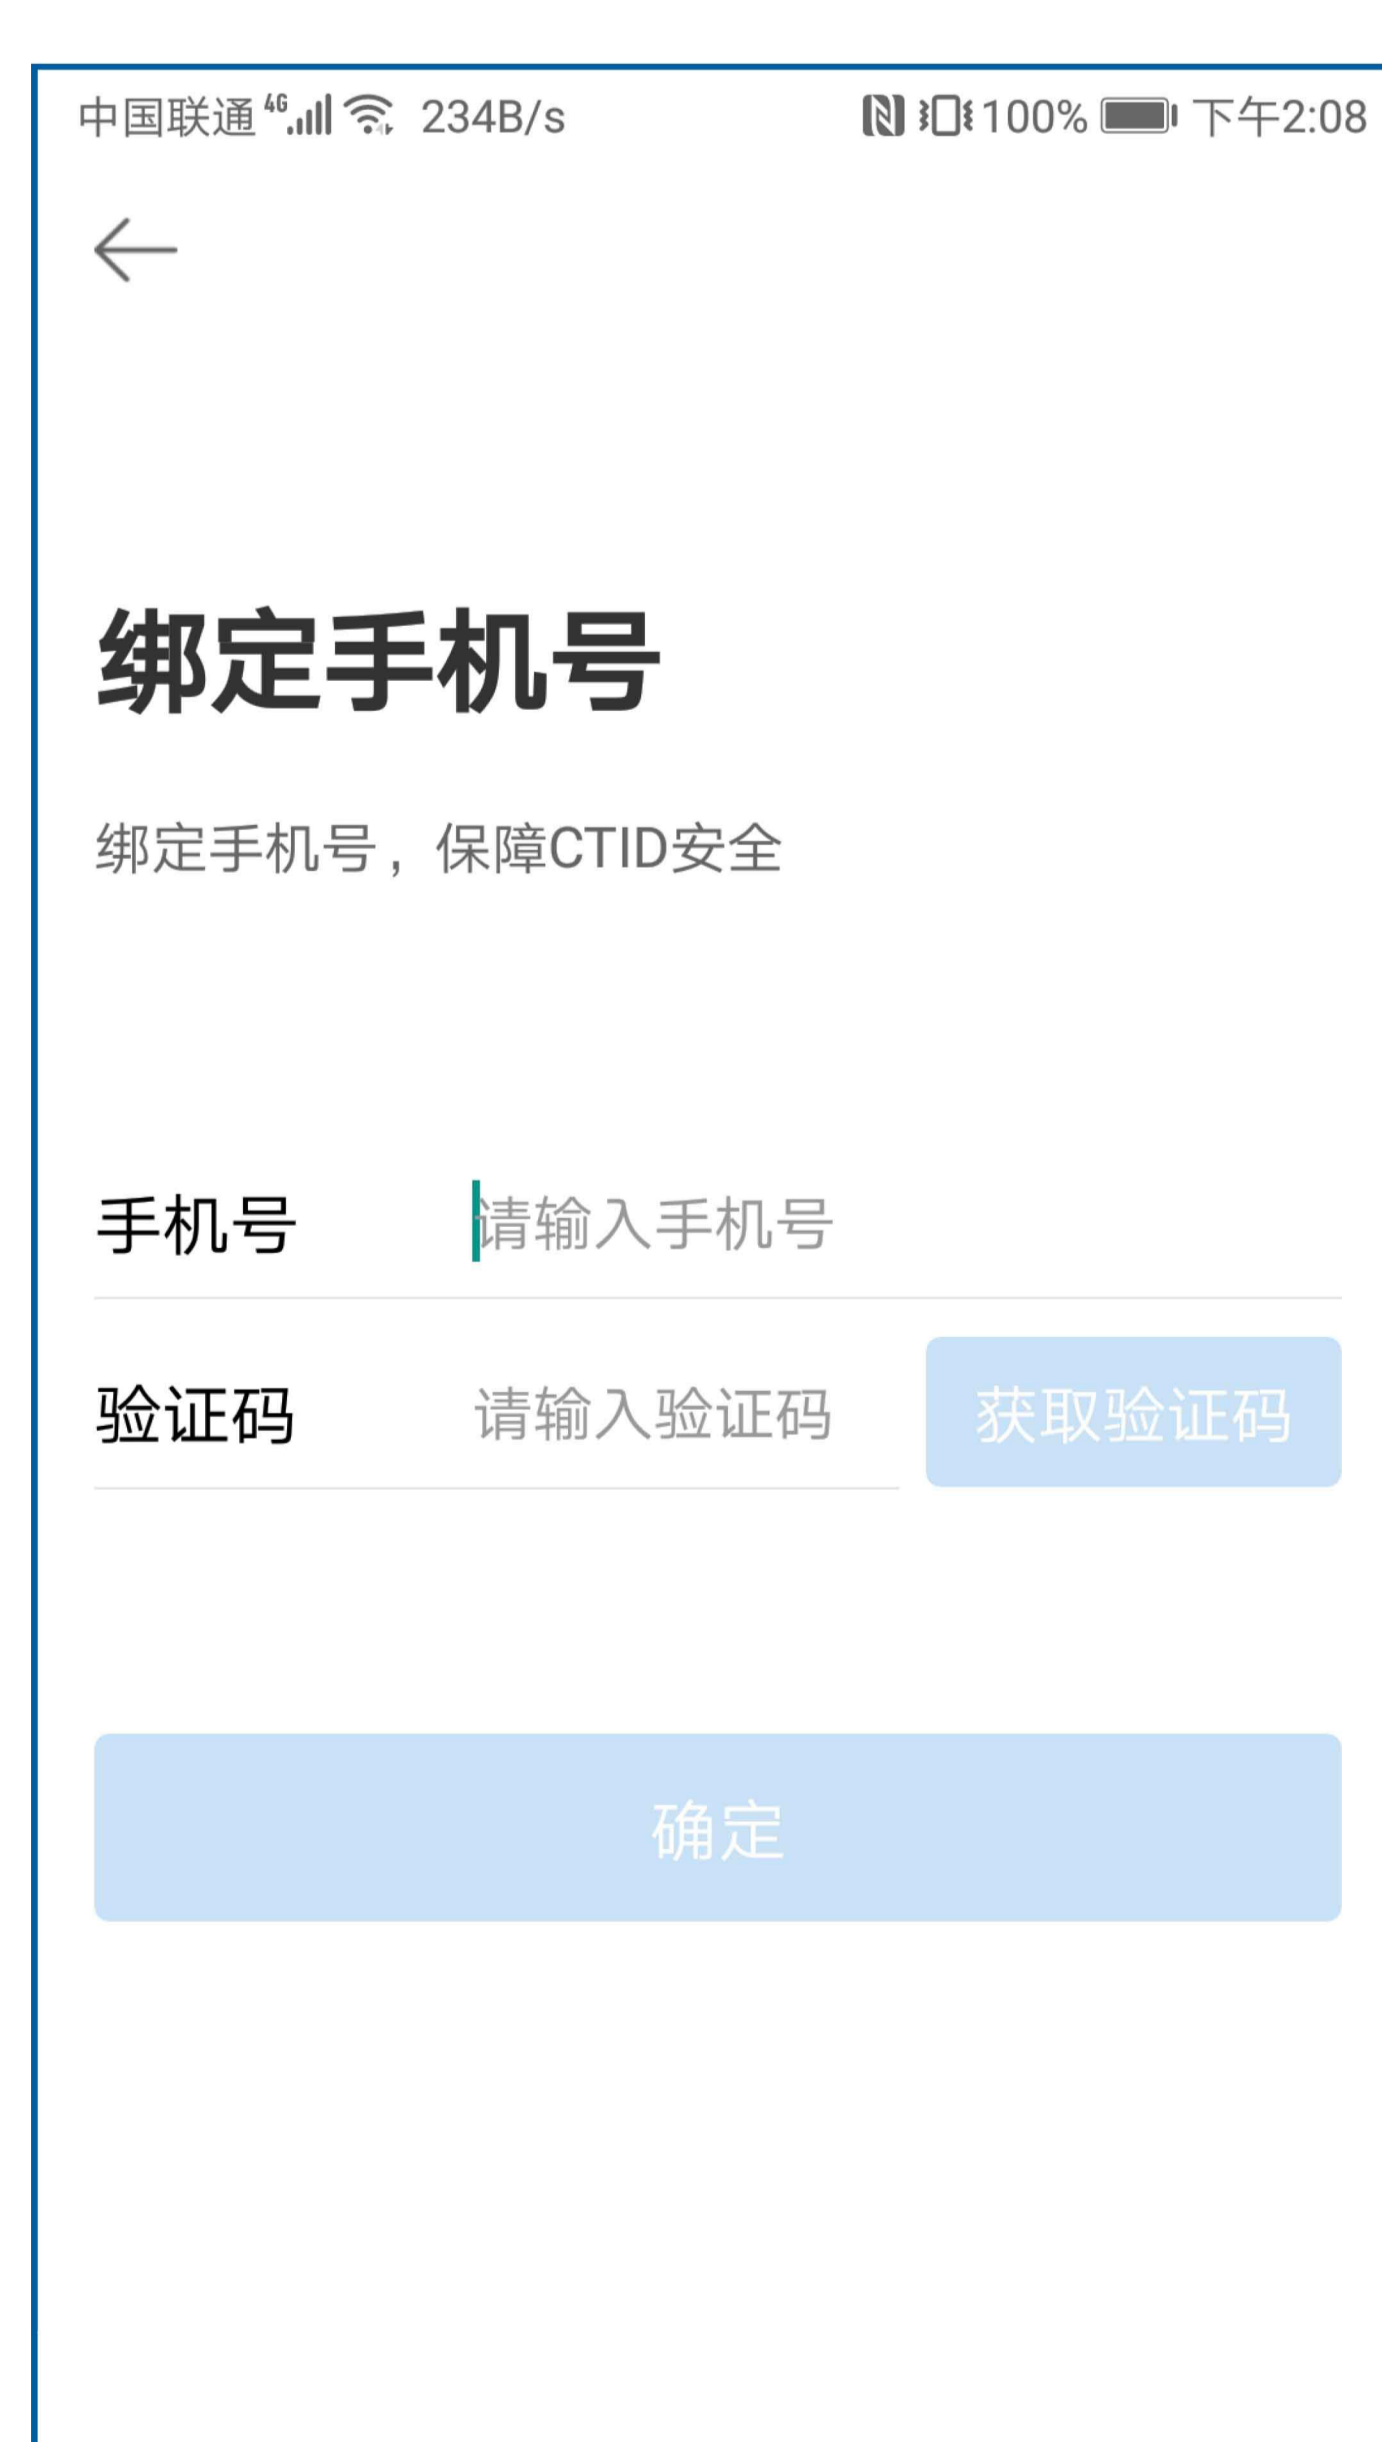 中国联通 4G 234B/s 100% 下午2:08
绑定手机号
绑定手机号，保障CTID安全
手机号 请输入手机号
验证码 请输入验证码 获取验证码
确定